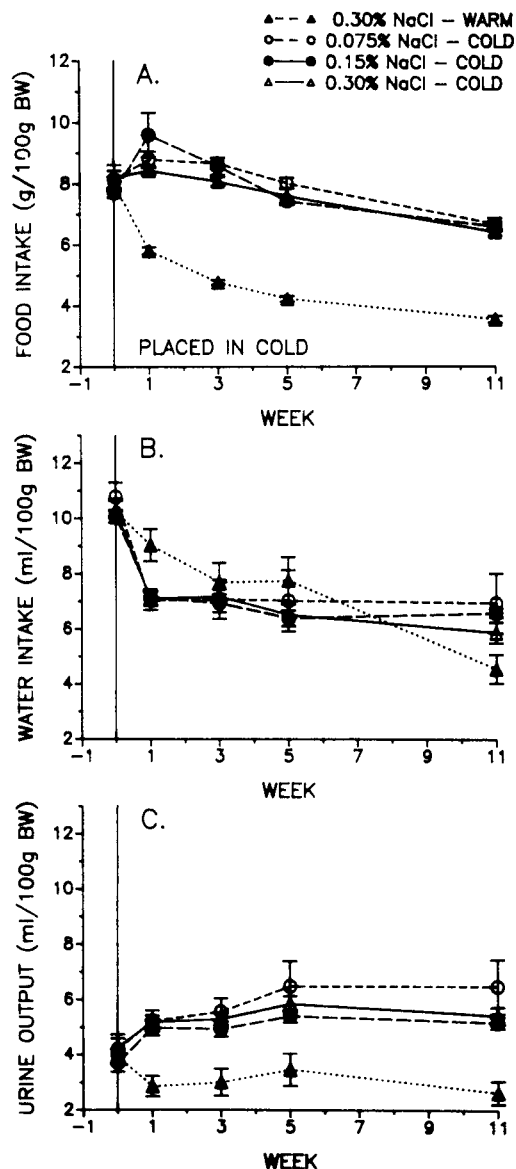 0.30% NaCl – WARM
0.075% NaCl – COLD
0.15% NaCl – COLD
0.30% NaCl – COLD
A.
FOOD INTAKE (g/100g BW)
12
10
8
6
4
2
PLACED IN COLD
-1 1 3 5 7 9 11
WEEK
B.
WATER INTAKE (ml/100g BW)
12
10
8
6
4
2
-1 1 3 5 7 9 11
WEEK
C.
URINE OUTPUT (ml/100g BW)
12
10
8
6
4
2
-1 1 3 5 7 9 11
WEEK